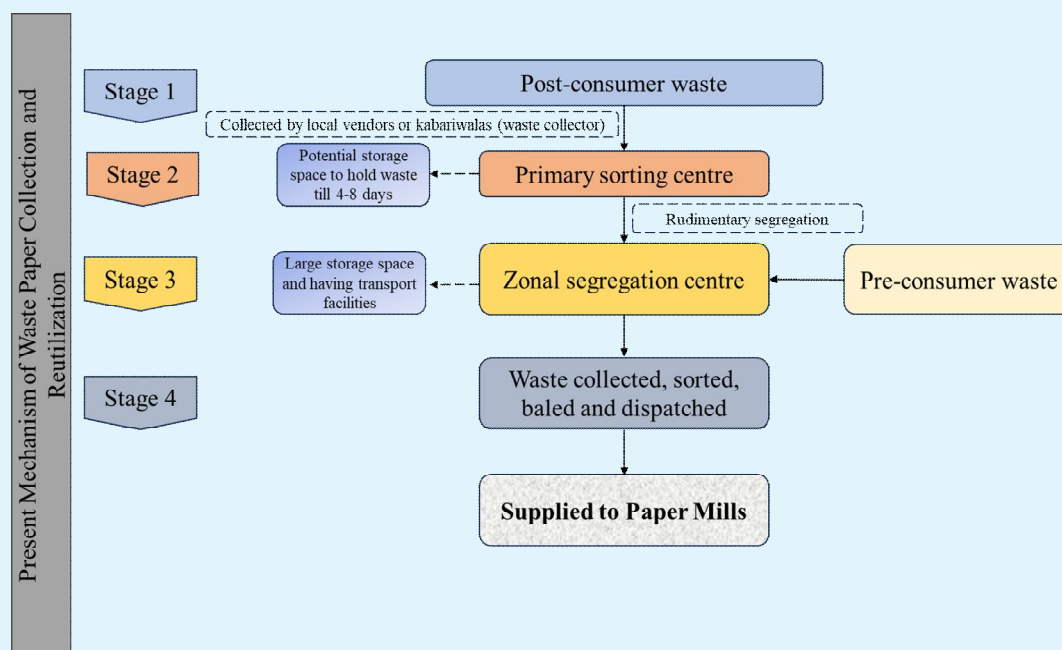 Present Mechanism of Waste Paper Collection and
Reutilization
Stage 1
Post-consumer waste
Collected by local vendors or kabariwalas (waste collector)
Stage 2
Potential storage
space to hold waste
till 4-8 days
Primary sorting centre
Rudimentary segregation
Stage 3
Large storage space
and having transport
facilities
Zonal segregation centre
Pre-consumer waste
Stage 4
Waste collected, sorted,
baled and dispatched
Supplied to Paper Mills